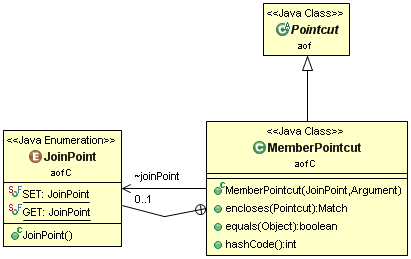 <<Java Class>>
Pointcut
aof
<<Java Enumeration>>
JoinPoint
aofC
SET: JoinPoint
GET: JoinPoint
JoinPoint()
~joinPoint
0..1
<<Java Class>>
MemberPointcut
aofC
MemberPointcut(JoinPoint,Argument)
encloses(Pointcut):Match
equals(Object):boolean
hashCode():int